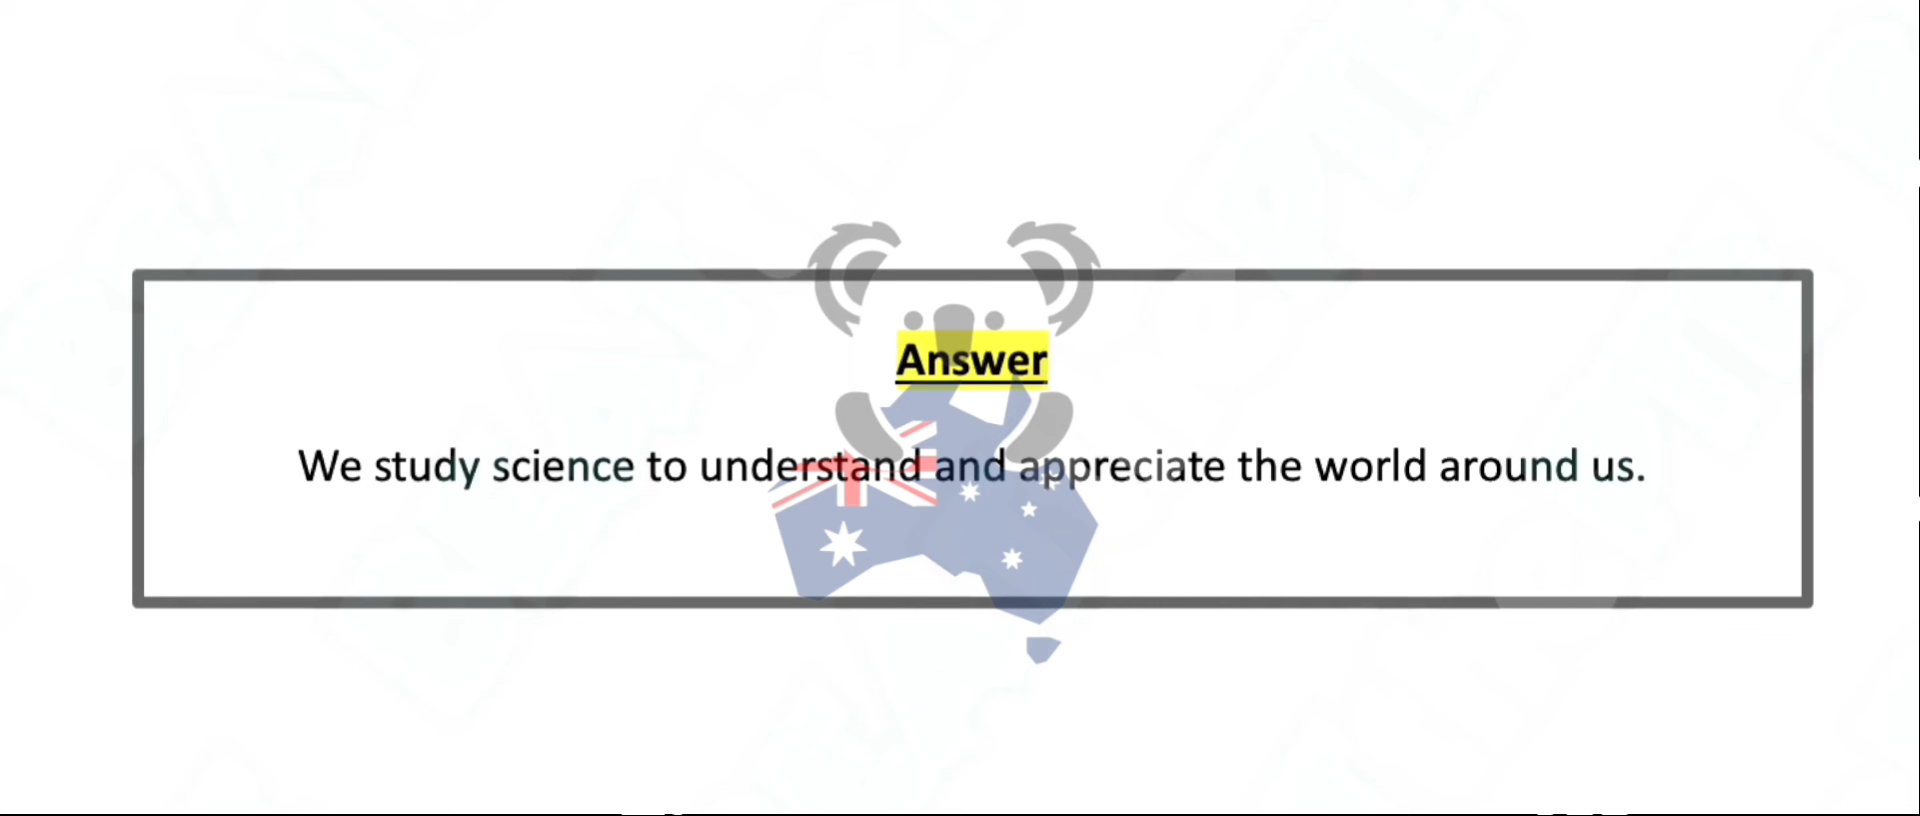 Answer
We study science to understand and appreciate the world around us.